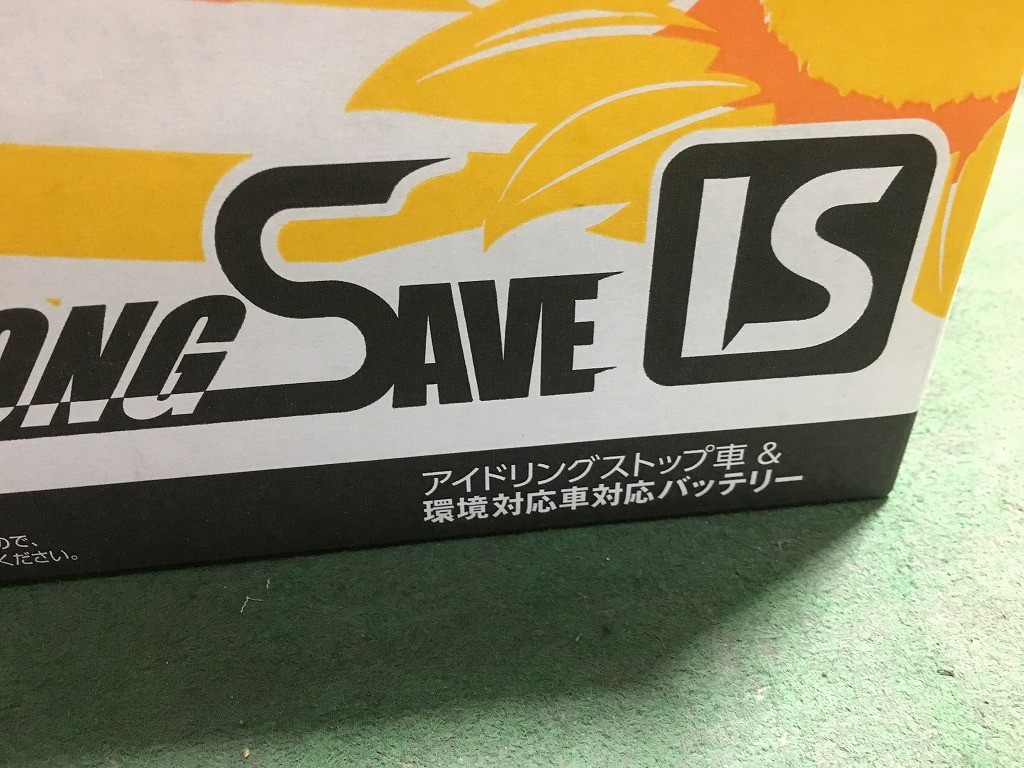 ONG SAVE IS
アイドリングストップ車 &
環境対応車対応バッテリー
ので、
ください。